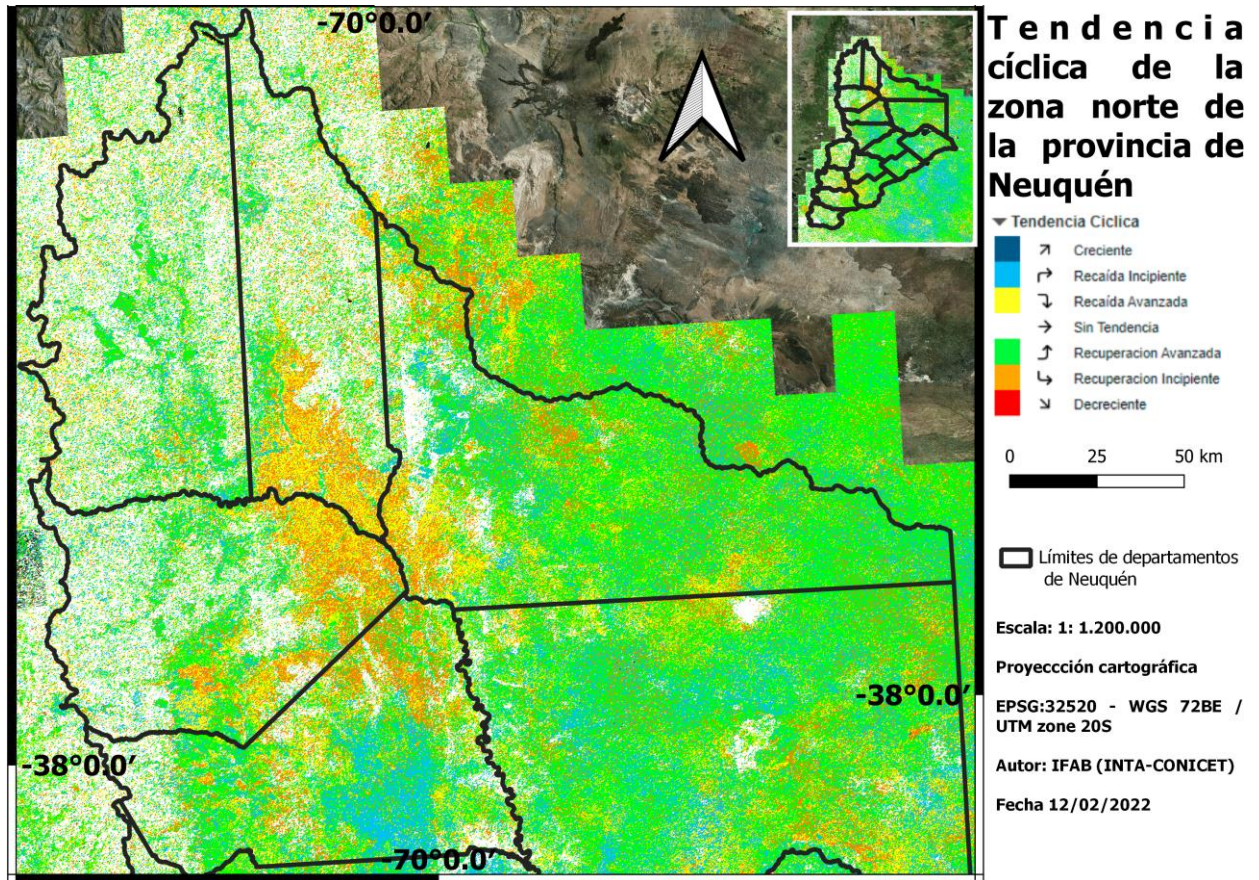 -70°0.0′
Tendencia
cíclica de la
zona norte de
la provincia de
Neuquén
Tendencia Ciclica
Creciente
Recaída Incipiente
Recaída Avanzada
Sin Tendencia
Recuperacion Avanzada
Recuperacion Incipiente
Decreciente
0 25 50 km
Límites de departamentos
de Neuquén
Escala: 1: 1.200.000
Proyeccción cartográfica
EPSG:32520 - WGS 72BE /
UTM zone 20S
Autor: IFAB (INTA-CONICET)
Fecha 12/02/2022
-38°0.0′
-38°0.0′
-70°0.0′